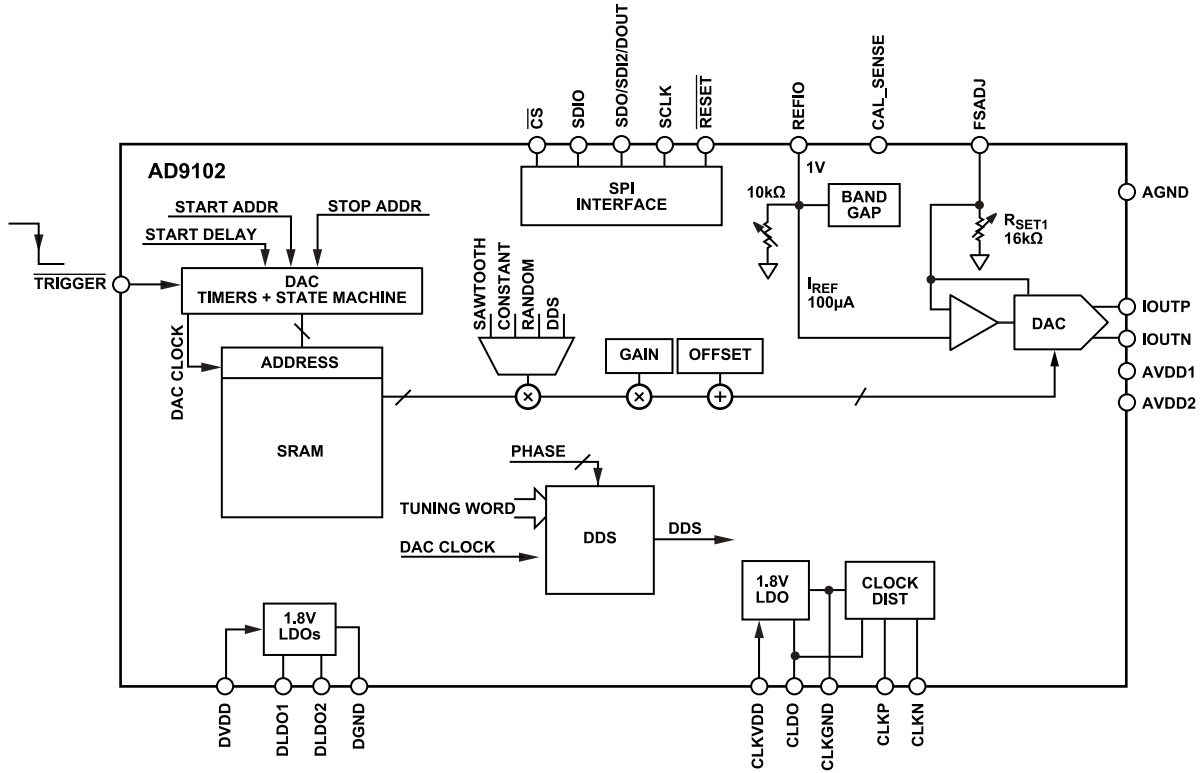 CS
SDIO
SDO/SDI2/DOUT
SCLK
RESET
REFIO
CAL_SENSE
FSADJ
AD9102
SPI
INTERFACE
1V
10kΩ
BAND
GAP
RSET1
16kΩ
AGND
START ADDR
STOP ADDR
START DELAY
TRIGGER
DAC
TIMERS + STATE MACHINE
DAC CLOCK
ADDRESS
SRAM
SAWTOOTH
CONSTANT
RANDOM
DDS
GAIN
OFFSET
×
×
+
IREF
100µA
DAC
IOUTP
IOUTN
AVDD1
AVDD2
PHASE
TUNING WORD
DAC CLOCK
DDS
DDS
1.8V
LDO
CLOCK
DIST
1.8V
LDOs
DVDD
DLDO1
DLDO2
DGND
CLKVDD
CLDO
CLKGND
CLKP
CLKN